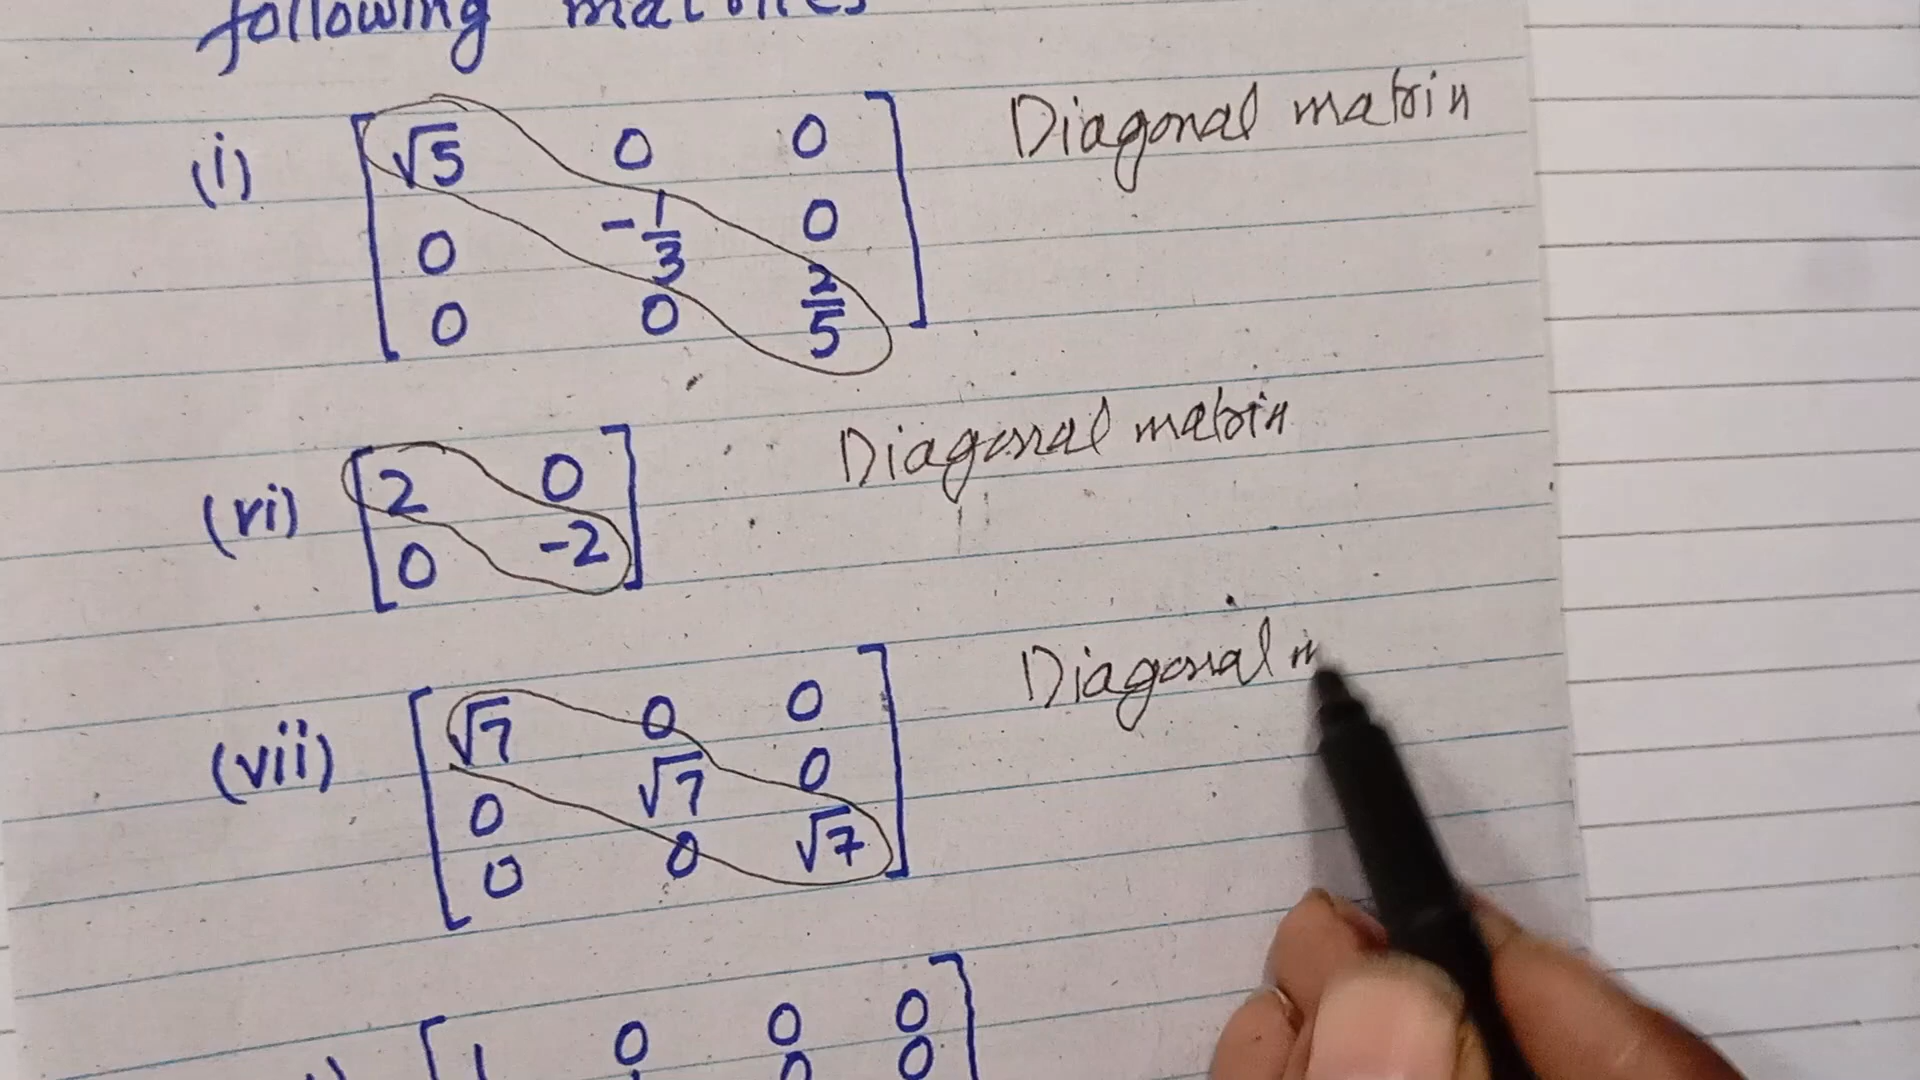 following matrices
(i) [√5 0 0 Diagonal matrix
0 -1/3 0
0 0 2/5]
(vi) [2 0 Diagonal matrix
0 -2]
(vii) [√7 0 0 Diagonal m
0 √7 0
0 0 √7]
[1 0 0 0
0 0